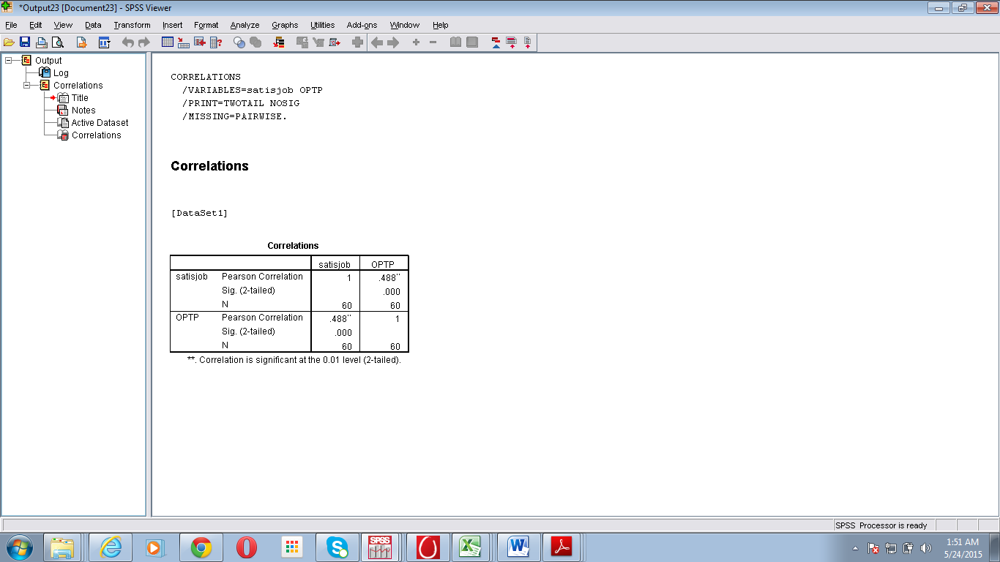 *Output23 [Document23] - SPSS Viewer
File Edit View Data Transform Insert Format Analyze Graphs Utilities Add-ons Window Help
Output
Log
Correlations
Title
Notes
Active Dataset
Correlations
CORRELATIONS
/VARIABLES=satisjob OPTP
/PRINT=TWOTAIL NOSIG
/MISSING=PAIRWISE.
Correlations
[DataSet1]
Correlations
satisjob OPTP
satisjob Pearson Correlation 1 .488**
Sig. (2-tailed) .000
N 60 60
OPTP Pearson Correlation .488** 1
Sig. (2-tailed) .000
N 60 60
**. Correlation is significant at the 0.01 level (2-tailed).
SPSS Processor is ready
SPSS
1:51 AM
5/24/2015